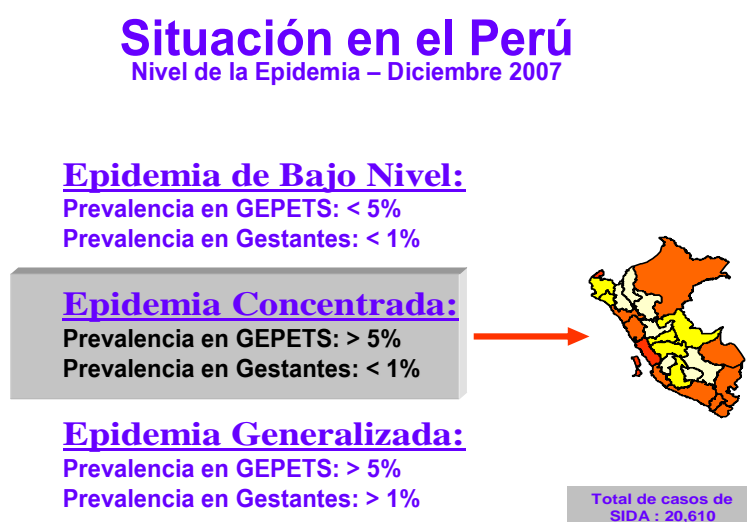 Situación en el Perú
Nivel de la Epidemia – Diciembre 2007
Epidemia de Bajo Nivel:
Prevalencia en GEPETS: < 5%
Prevalencia en Gestantes: < 1%
Epidemia Concentrada:
Prevalencia en GEPETS: > 5%
Prevalencia en Gestantes: < 1%
Epidemia Generalizada:
Prevalencia en GEPETS: > 5%
Prevalencia en Gestantes: > 1%
Total de casos de
SIDA : 20,610